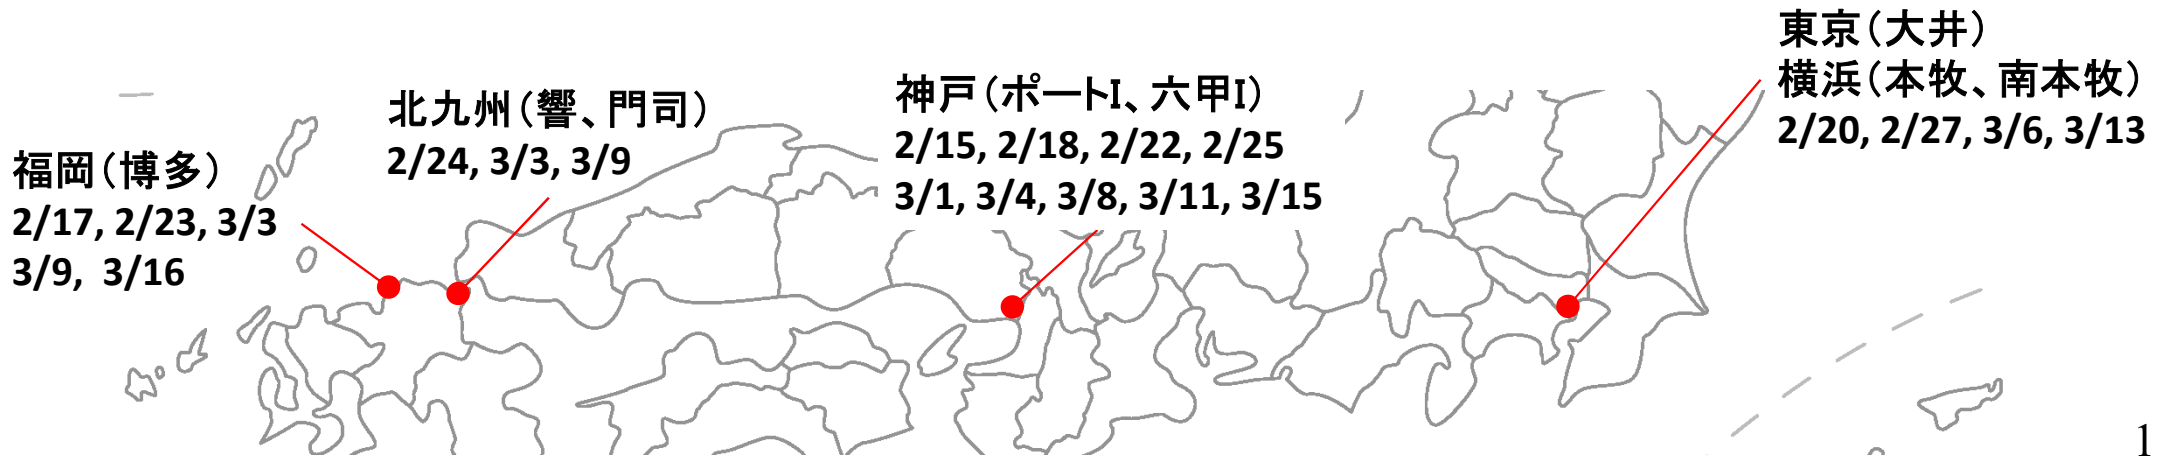 福岡（博多）
2/17, 2/23, 3/3
3/9, 3/16
北九州（響、門司）
2/24, 3/3, 3/9
神戸（ポートI、六甲I）
2/15, 2/18, 2/22, 2/25
3/1, 3/4, 3/8, 3/11, 3/15
東京（大井）
横浜（本牧、南本牧）
2/20, 2/27, 3/6, 3/13
1